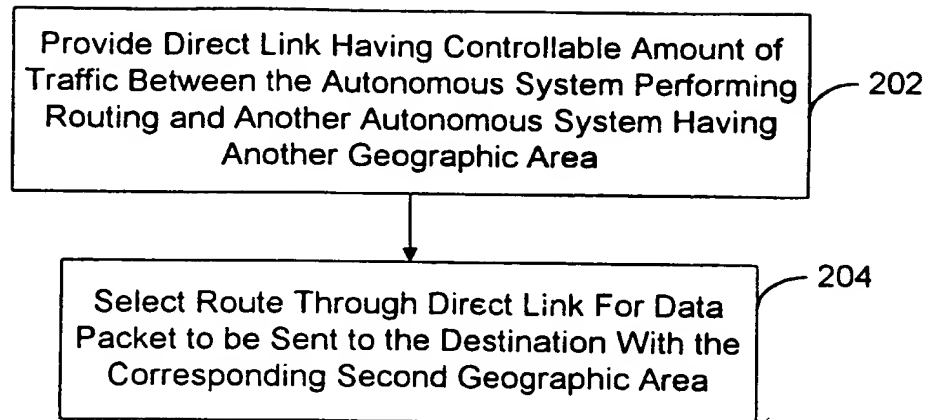 Provide Direct Link Having Controllable Amount of
Traffic Between the Autonomous System Performing
Routing and Another Autonomous System Having
Another Geographic Area
202
Select Route Through Direct Link For Data
Packet to be Sent to the Destination With the
Corresponding Second Geographic Area
204